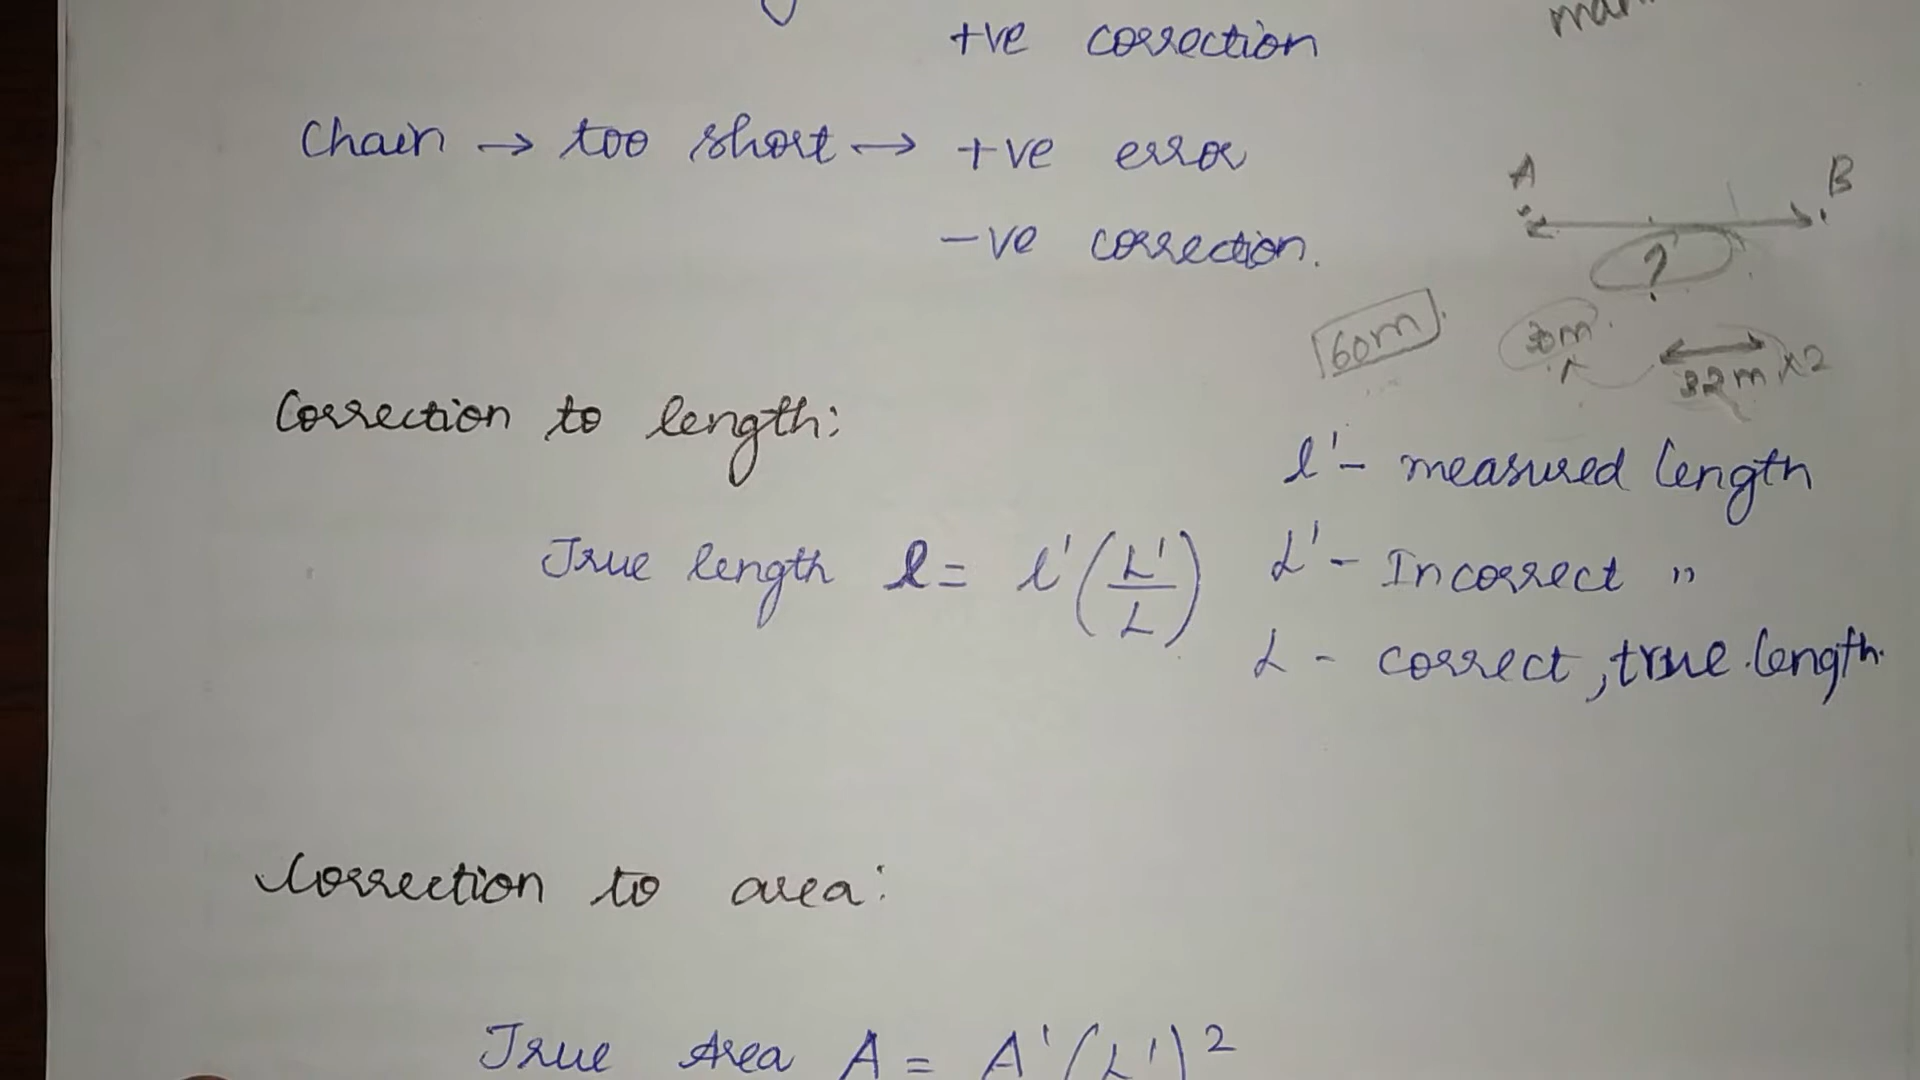 +ve correction
Chain → too short → +ve error
-ve correction.
A B
?
60m
30m
32m x2
Correction to length:
l' - measured length
True length l = l' (L'/L)
L' - Incorrect "
L - correct, true length.
Correction to area:
True Area A = A' (L')2